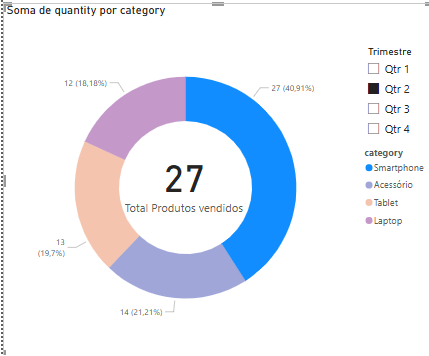 Soma de quantity por category
Trimestre
Qtr 1
Qtr 2
Qtr 3
Qtr 4
category
Smartphone
Acessório
Tablet
Laptop
12 (18,18%)
27 (40,91%)
27
Total Produtos vendidos
13
(19,7%)
14 (21,21%)